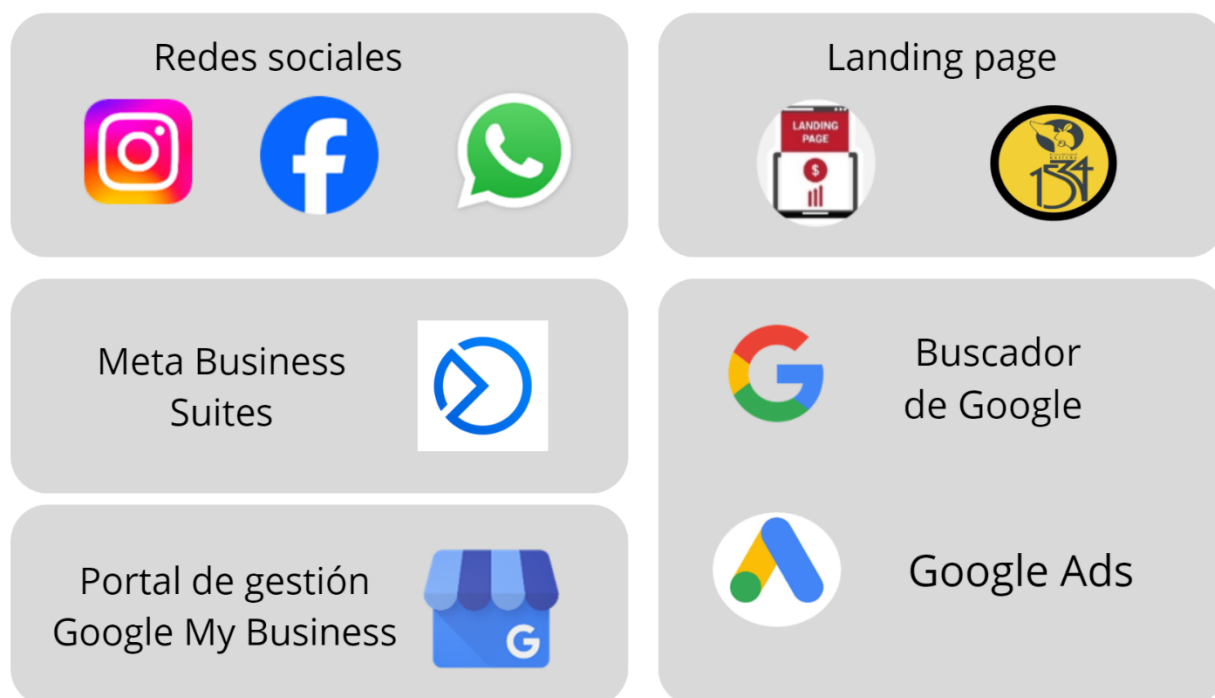 Redes sociales
Landing page
LANDING
PAGE
$
1534
Meta Business
Suites
Buscador
de Google
Portal de gestión
Google My Business
G
Google Ads